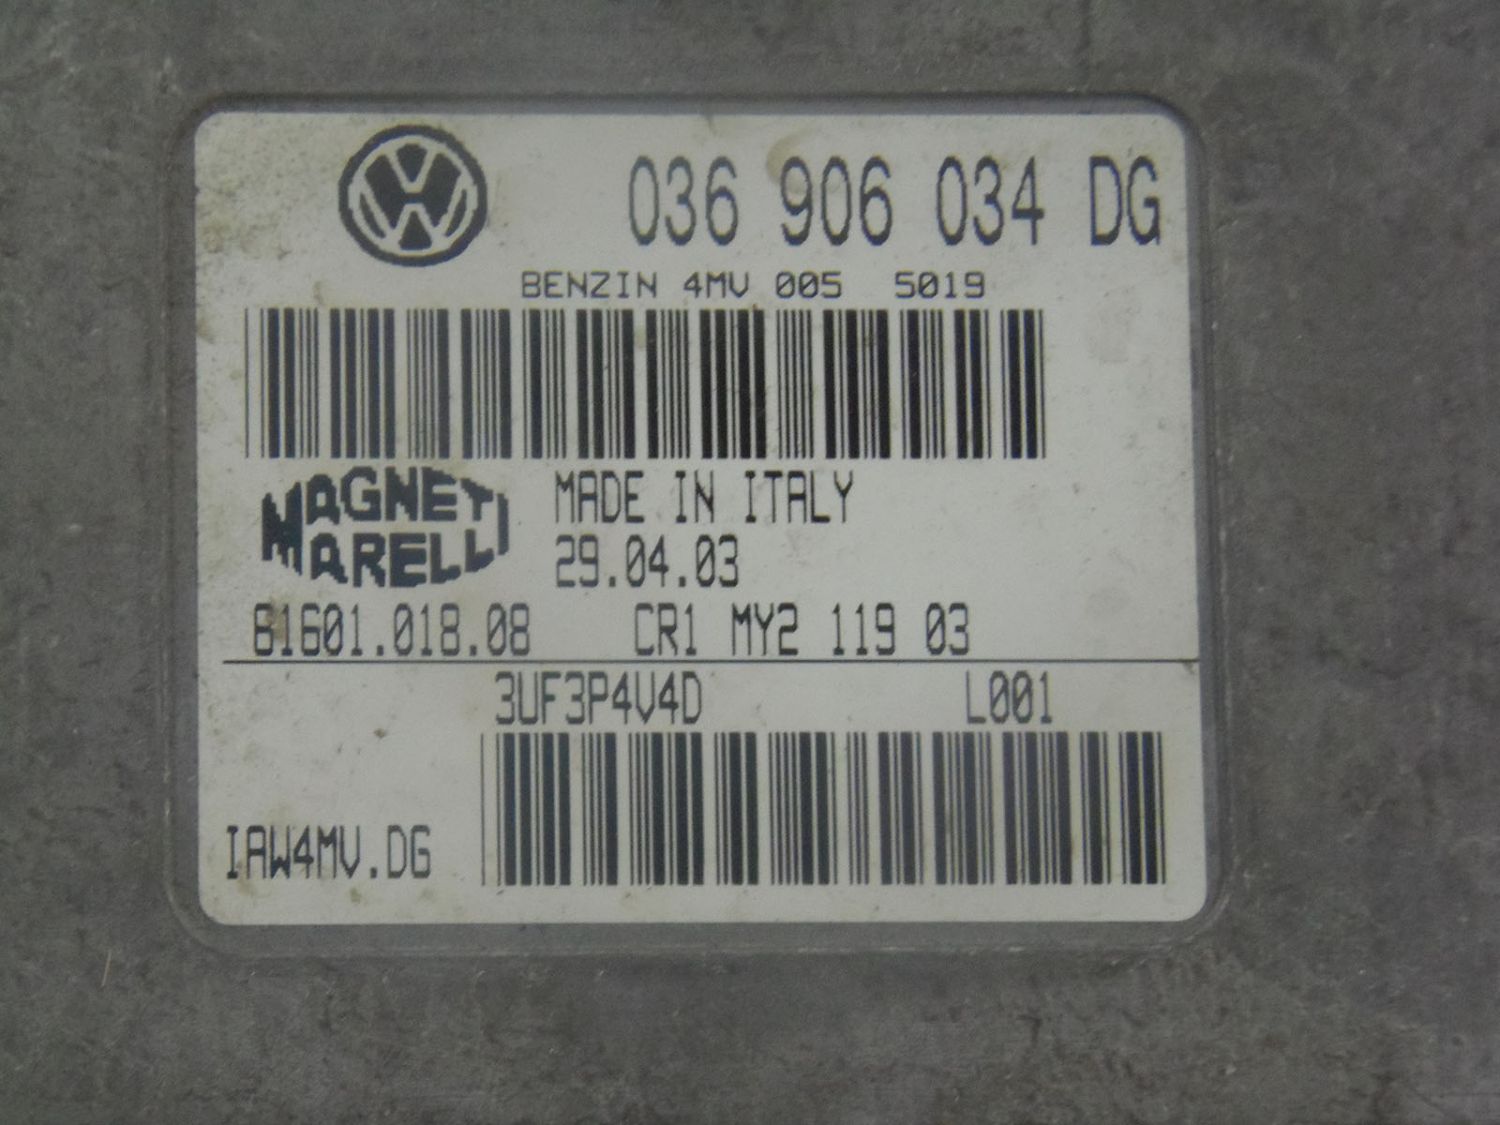 036 906 034 DG
BENZIN 4MV 005 5019
MAGNETI
MARELLI
MADE IN ITALY
29.04.03
61601.018.08 CR1 MY2 119 03
3UF3P4V4D L001
IAW4MV.DG